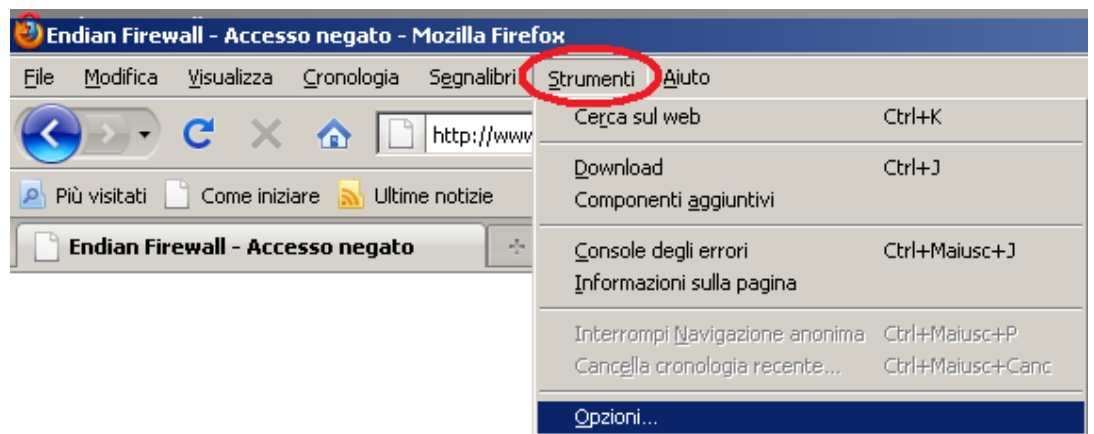 Endian Firewall - Accesso negato - Mozilla Firefox
File Modifica Visualizza Cronologia Segnalibri Strumenti Aiuto
http://www
Più visitati Come iniziare Ultime notizie
Endian Firewall - Accesso negato
Cerca sul web Ctrl+K
Download Ctrl+J
Componenti aggiuntivi
Console degli errori Ctrl+Maiusc+J
Informazioni sulla pagina
Interrompi Navigazione anonima Ctrl+Maiusc+P
Cancella cronologia recente... Ctrl+Maiusc+Canc
Opzioni...